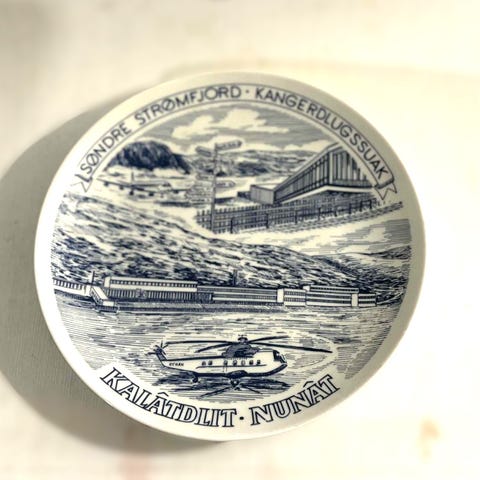 SØNDRE STRØMFJORD · KANGERDLUGSSUAK
KALÂTDLIT · NUNÂT